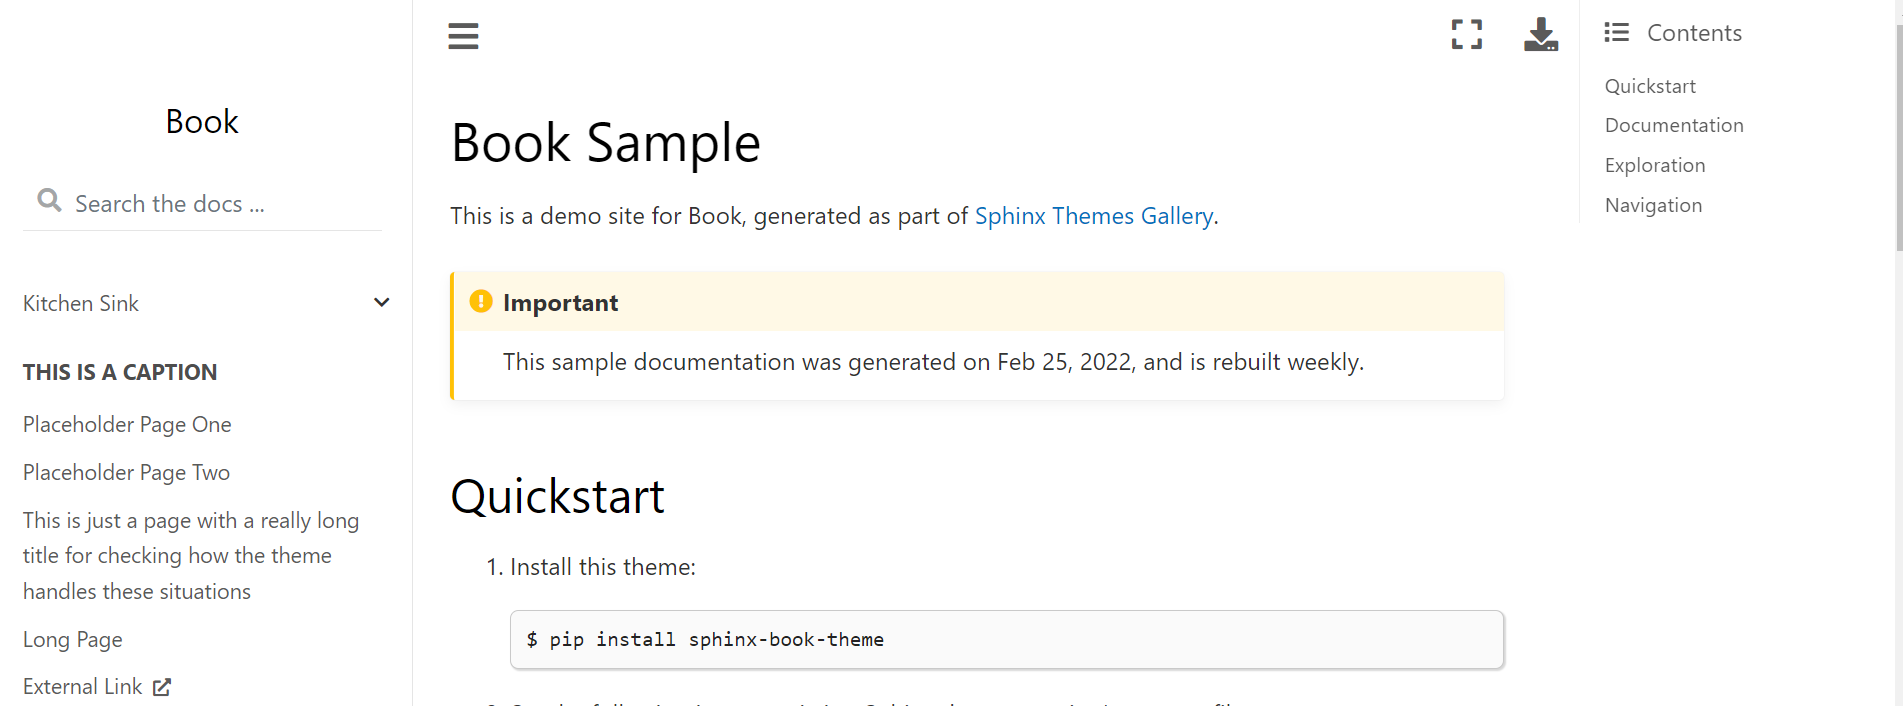 Book
Search the docs ...
Kitchen Sink
THIS IS A CAPTION
Placeholder Page One
Placeholder Page Two
This is just a page with a really long
title for checking how the theme
handles these situations
Long Page
External Link
Book Sample
This is a demo site for Book, generated as part of Sphinx Themes Gallery.
Important
This sample documentation was generated on Feb 25, 2022, and is rebuilt weekly.
Quickstart
1. Install this theme:
$ pip install sphinx-book-theme
Contents
Quickstart
Documentation
Exploration
Navigation